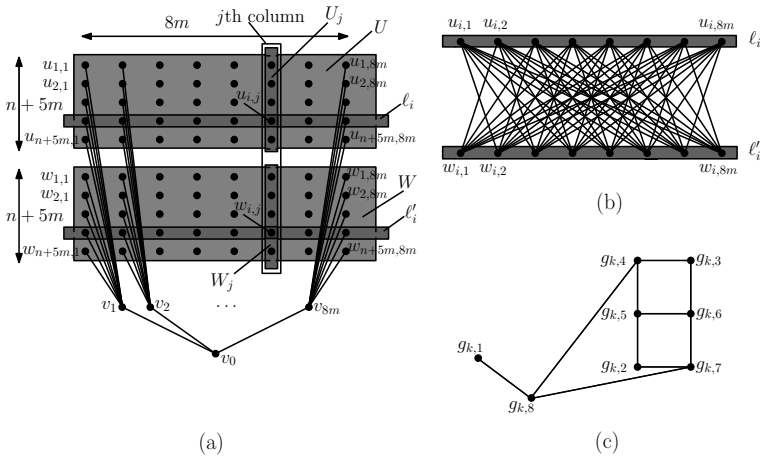 jth column
8m
U_j
U
u_{1,1}
u_{1,8m}
u_{2,1}
u_{2,8m}
n + 5m
u_{i,j}
ℓ_i
u_{n+5m,1}
u_{n+5m,8m}
w_{1,1}
w_{1,8m}
w_{2,1}
w_{2,8m}
W
n + 5m
w_{i,j}
ℓ'_i
w_{n+5m,1}
w_{n+5m,8m}
W_j
v_1
v_2
...
v_{8m}
v_0
(a)
u_{i,1}
u_{i,2}
u_{i,8m}
ℓ_i
ℓ'_i
w_{i,1}
w_{i,2}
w_{i,8m}
(b)
g_{k,4}
g_{k,3}
g_{k,5}
g_{k,6}
g_{k,1}
g_{k,2}
g_{k,7}
g_{k,8}
(c)